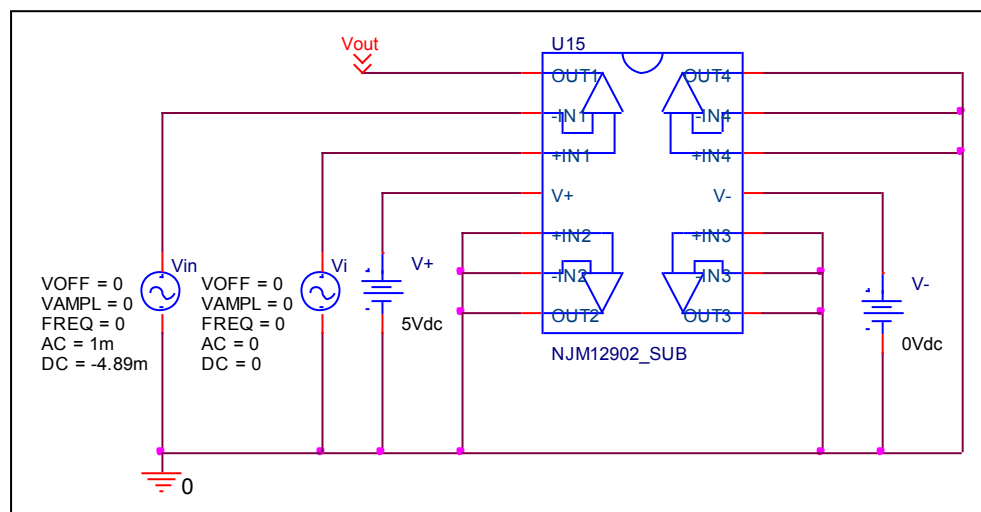 Vout
U15
OUT1
-IN1
+IN1
V+
+IN2
-IN2
OUT2
OUT4
-IN4
+IN4
V-
+IN3
-IN3
OUT3
NJM12902_SUB
Vin
VOFF = 0
VAMPL = 0
FREQ = 0
AC = 1m
DC = -4.89m
Vi
VOFF = 0
VAMPL = 0
FREQ = 0
AC = 0
DC = 0
V+
5Vdc
V-
0Vdc
0